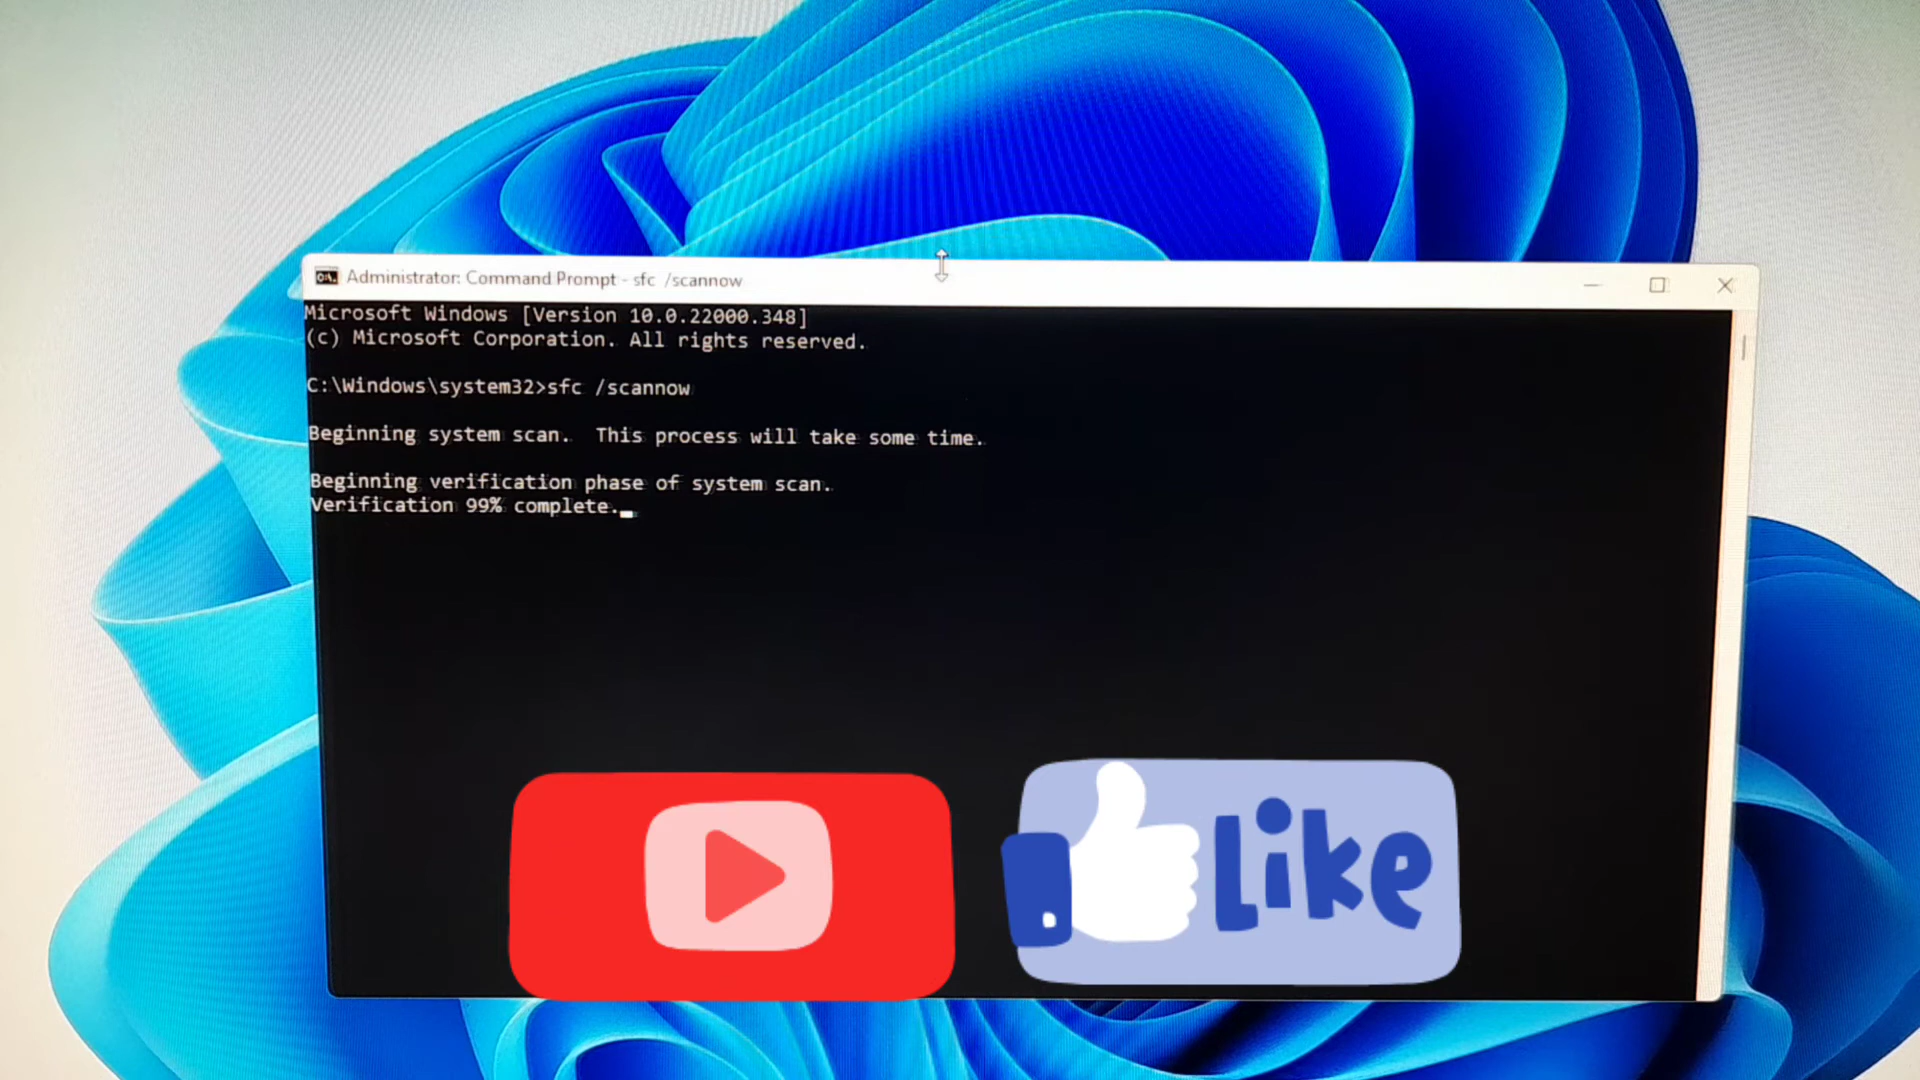 Administrator: Command Prompt - sfc /scannow
Microsoft Windows [Version 10.0.22000.348]
(c) Microsoft Corporation. All rights reserved.
C:\Windows\system32>sfc /scannow
Beginning system scan.  This process will take some time.
Beginning verification phase of system scan.
Verification 99% complete.
Like